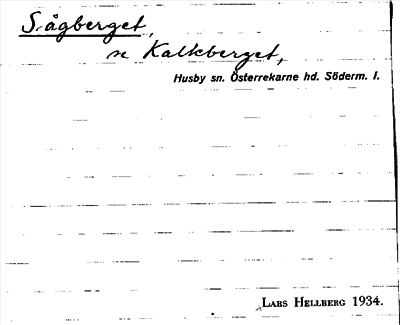 Sågberget,
se Kalkberget,
Husby sn. Österrekarne hd. Söderm. l.
LARS HELLBERG 1934.